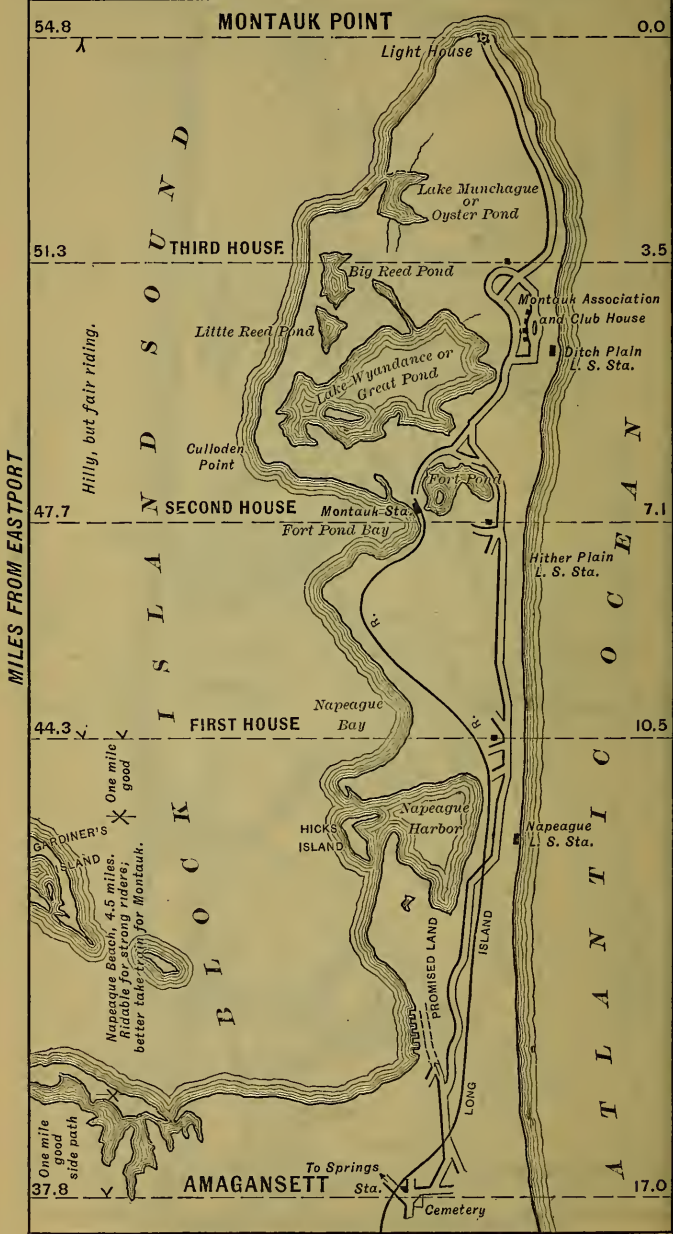 MONTAUK POINT
54.8
0.0
Light House
Lake Munchague
or
Oyster Pond
51.3
THIRD HOUSE
3.5
Big Reed Pond
Montauk Association
and Club House
Little Reed Pond
Ditch Plain
L. S. Sta.
Lake Wyandance or
Great Pond
Hilly, but fair riding.
Culloden
Point
Fort Pond
47.7
SECOND HOUSE
Montauk Sta.
7.1
Fort Pond Bay
Hither Plain
L. S. Sta.
MILES FROM EASTPORT
R.
R.
Napeague
Bay
44.3
FIRST HOUSE
10.5
One mile
good
GARDINER'S
ISLAND
HICKS
ISLAND
Napeague
Harbor
Napeague
L. S. Sta.
Napeague Beach, 4.5 miles.
Ridable for strong riders;
better take train for Montauk.
PROMISED LAND
LONG ISLAND
BLOCK ISLAND SOUND
ATLANTIC OCEAN
One mile
good
side path
37.8
AMAGANSETT
To Springs
Sta.
17.0
Cemetery